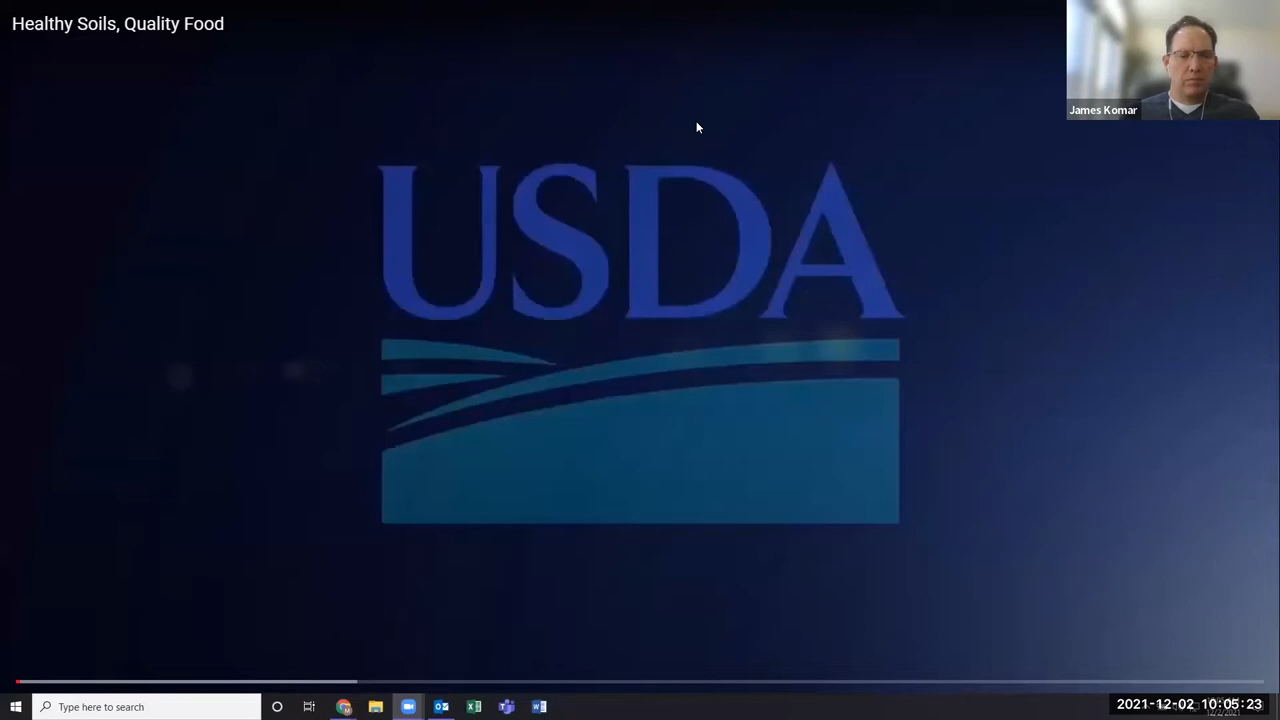 Healthy Soils, Quality Food
James Komar
USDA
Type here to search
2021-12-02 10:05:23